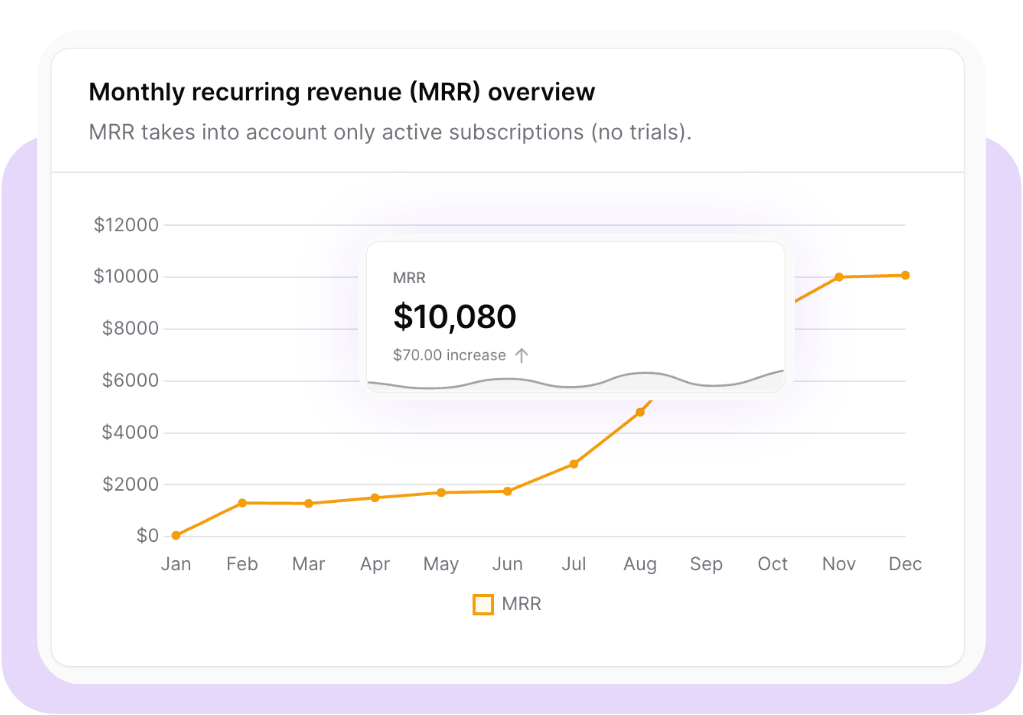 Monthly recurring revenue (MRR) overview
MRR takes into account only active subscriptions (no trials).
$12000
$10000
$8000
$6000
$4000
$2000
$0
MRR
$10,080
$70.00 increase
Jan Feb Mar Apr May Jun Jul Aug Sep Oct Nov Dec
MRR